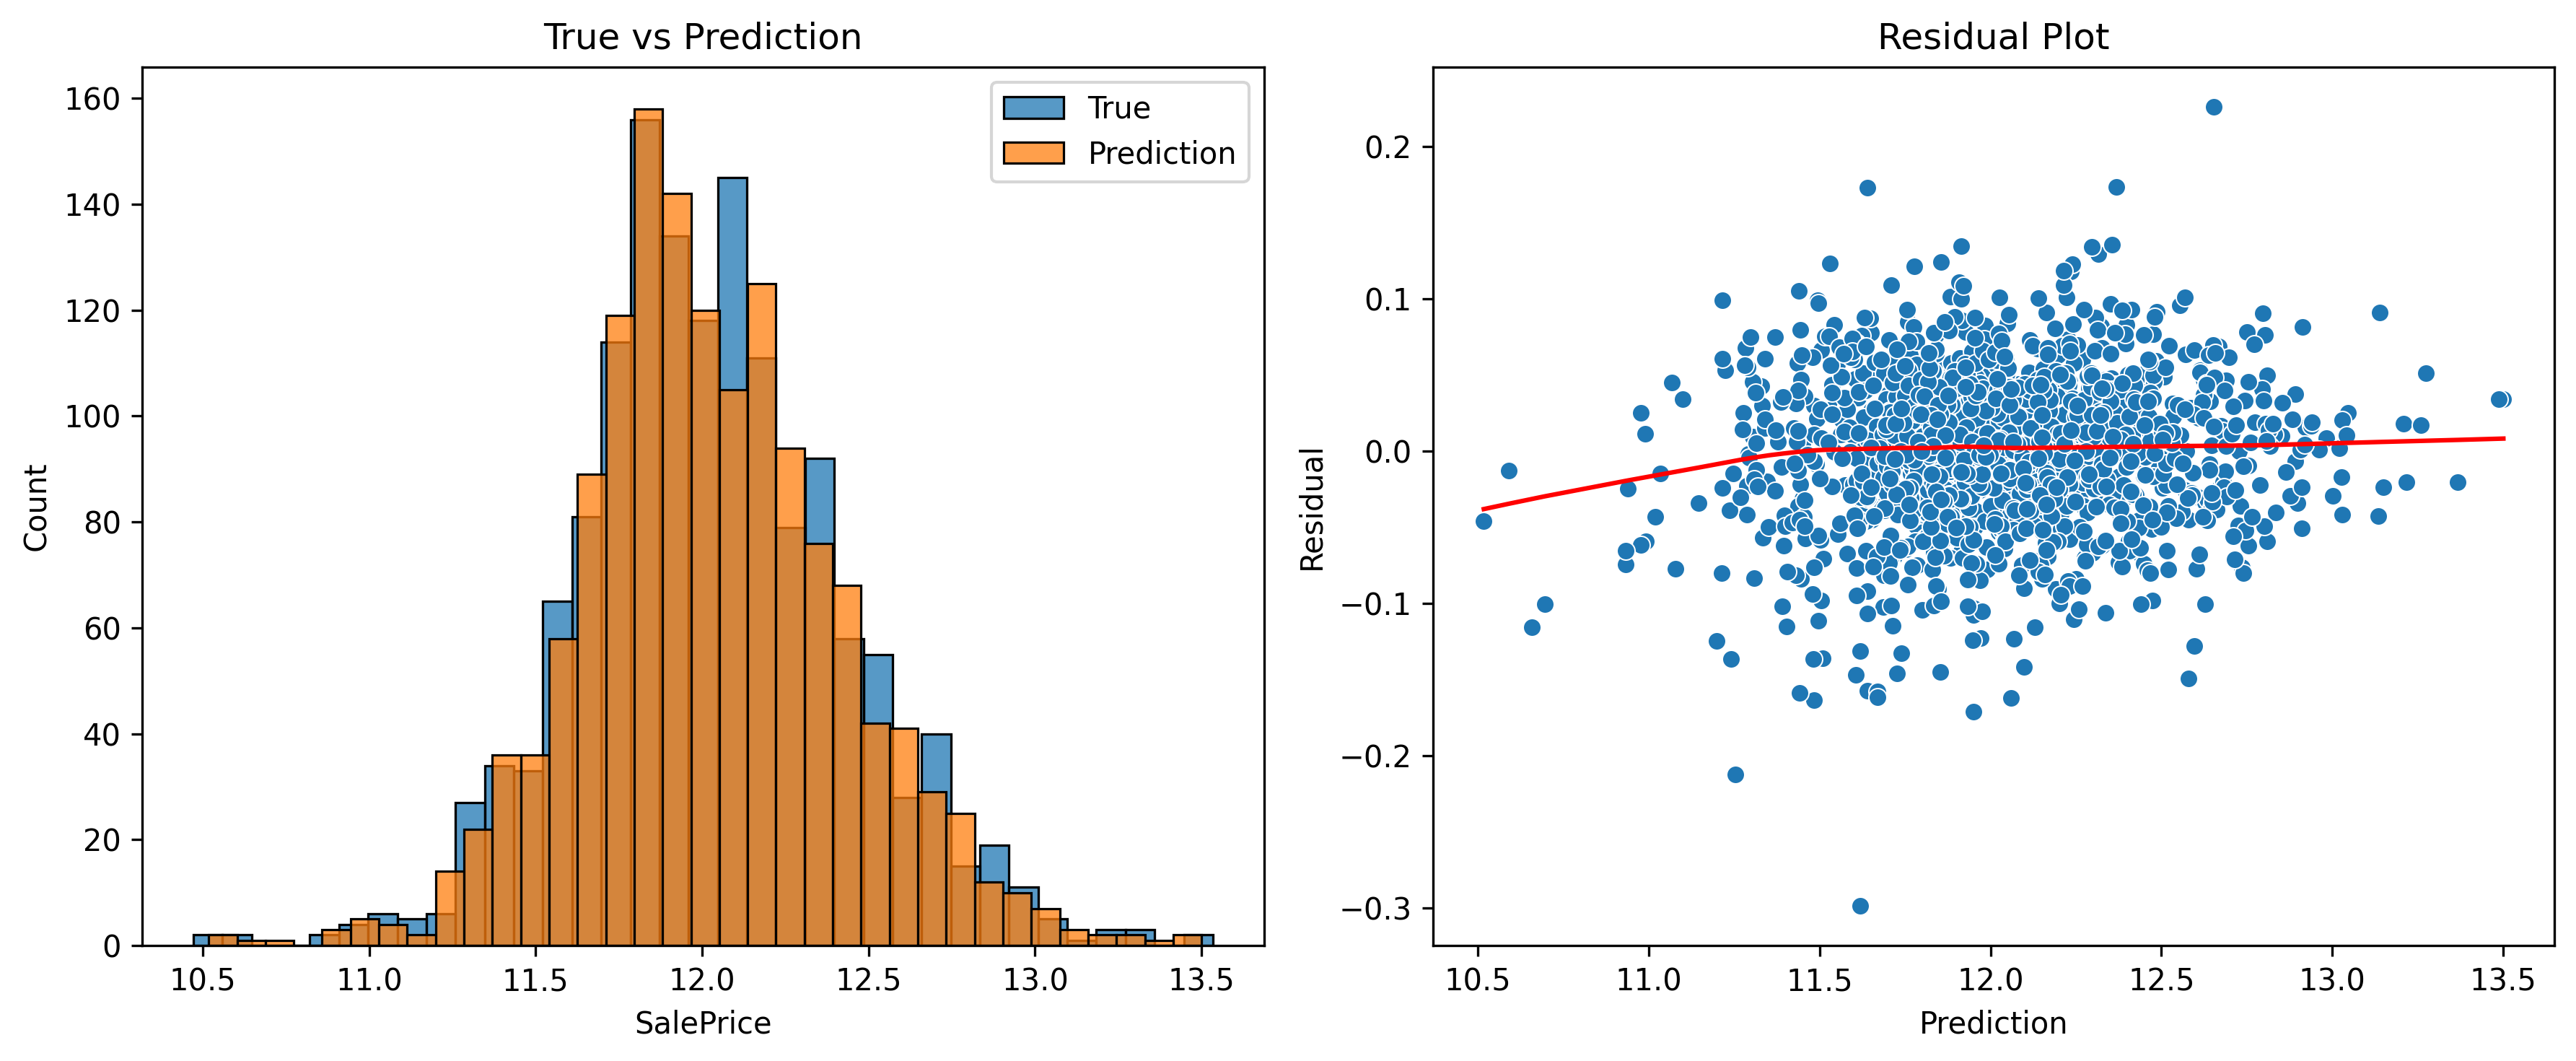 True vs Prediction
160
140
120
100
80
60
40
20
0
Count
True
Prediction
10.5 11.0 11.5 12.0 12.5 13.0 13.5
SalePrice
Residual Plot
0.2
0.1
0.0
−0.1
−0.2
−0.3
Residual
10.5 11.0 11.5 12.0 12.5 13.0 13.5
Prediction